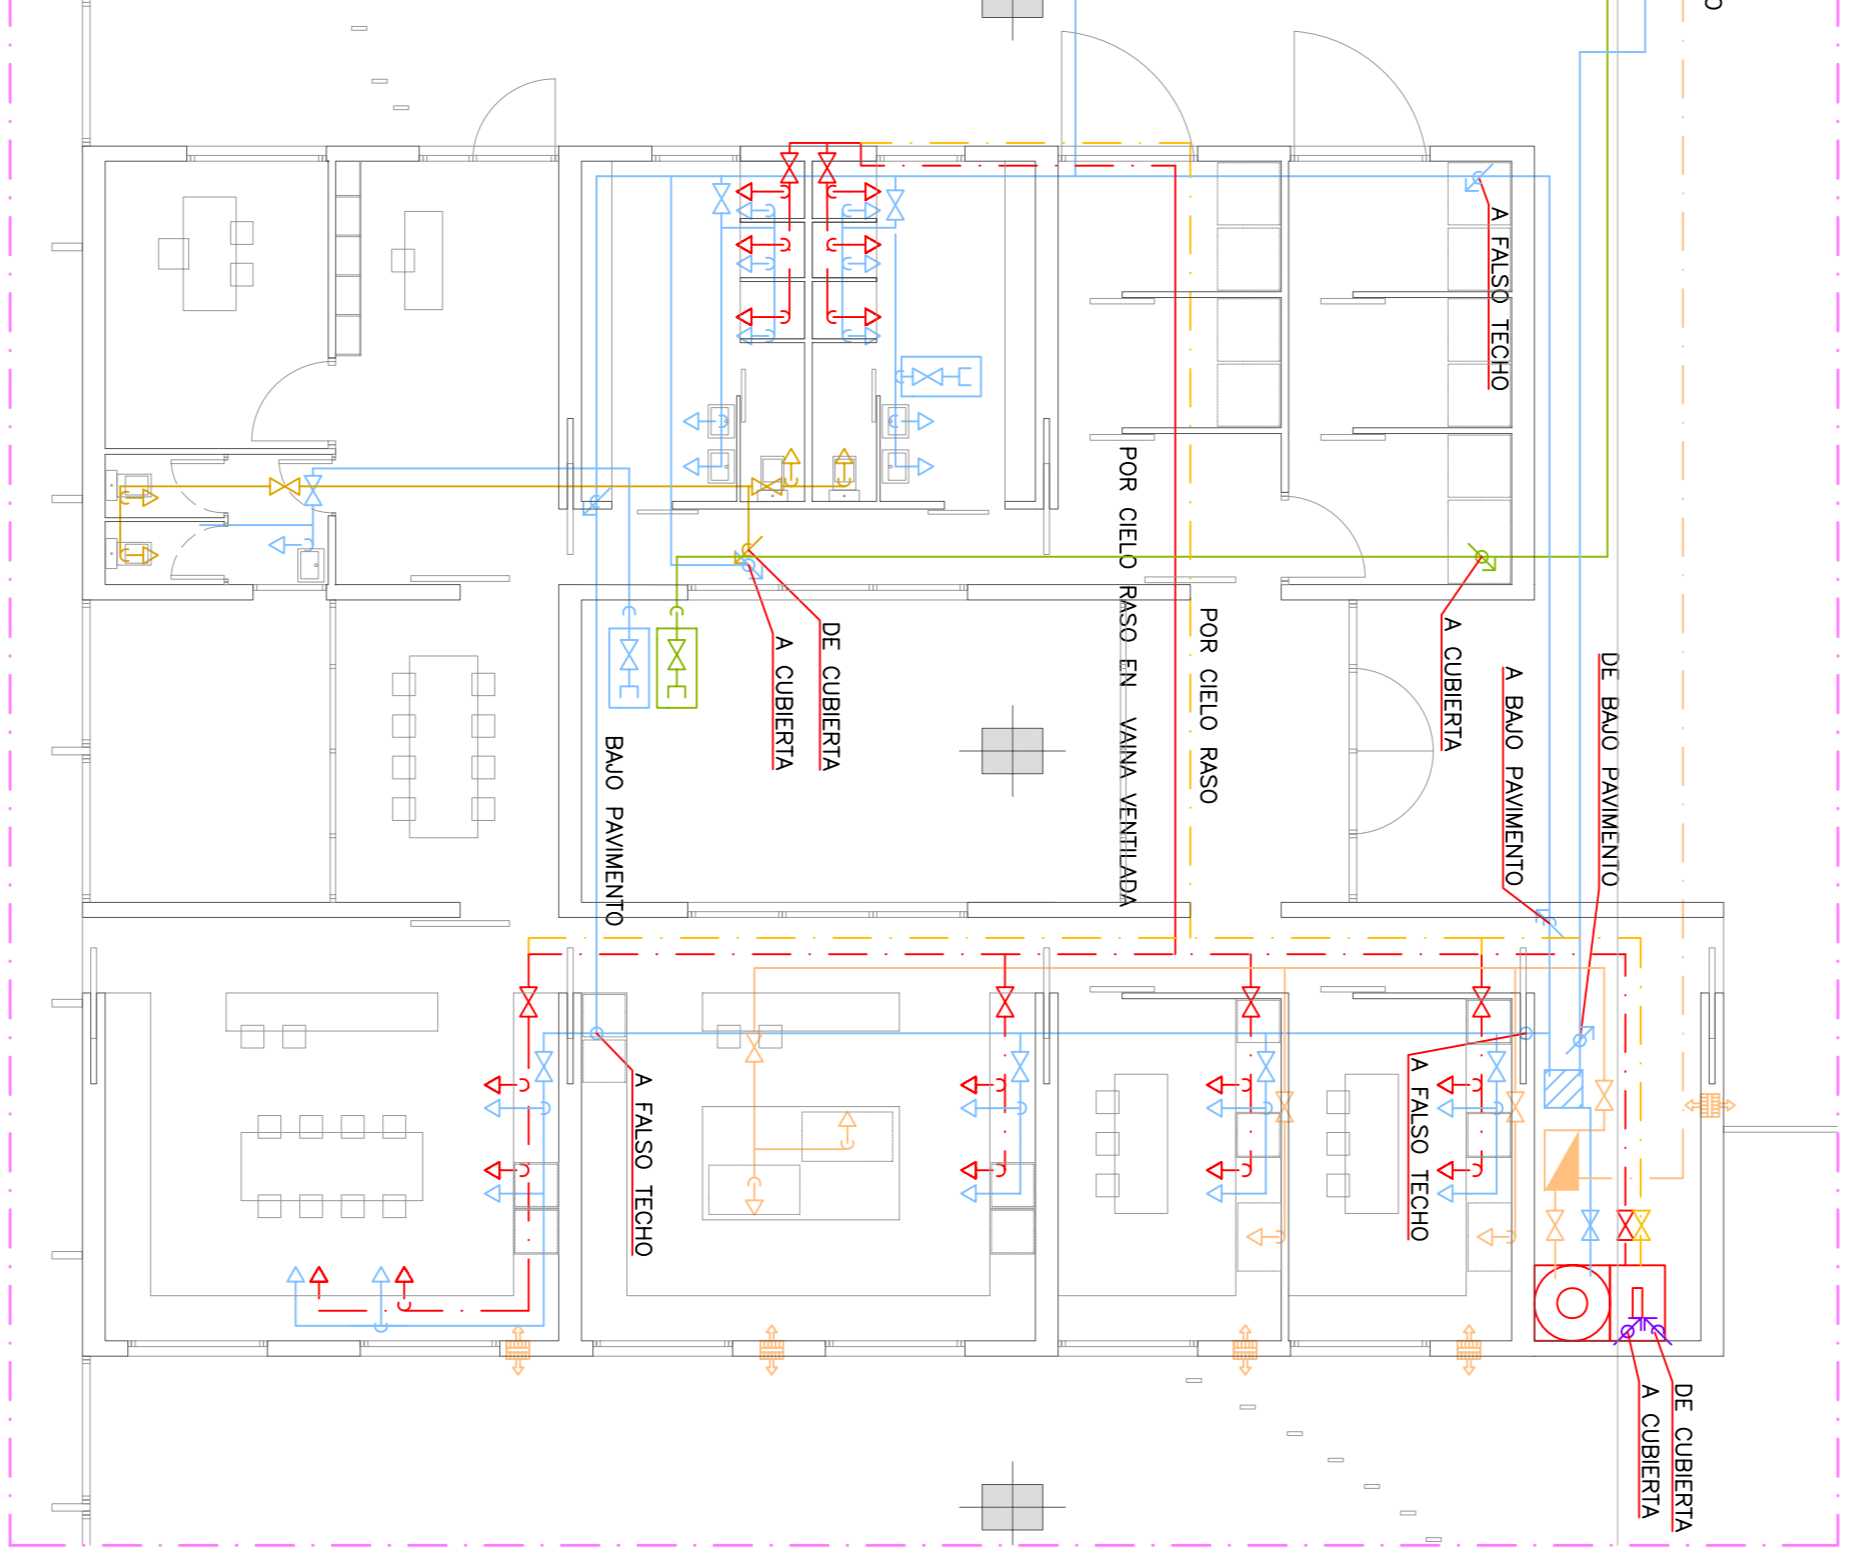 O
A FALSO TECHO
POR CIELO RASO EN VAINA VENTILADA
POR CIELO RASO
A CUBIERTA
DE BAJO PAVIMENTO
A BAJO PAVIMENTO
DE CUBIERTA
A CUBIERTA
BAJO PAVIMENTO
A FALSO TECHO
A FALSO TECHO
DE CUBIERTA
A CUBIERTA